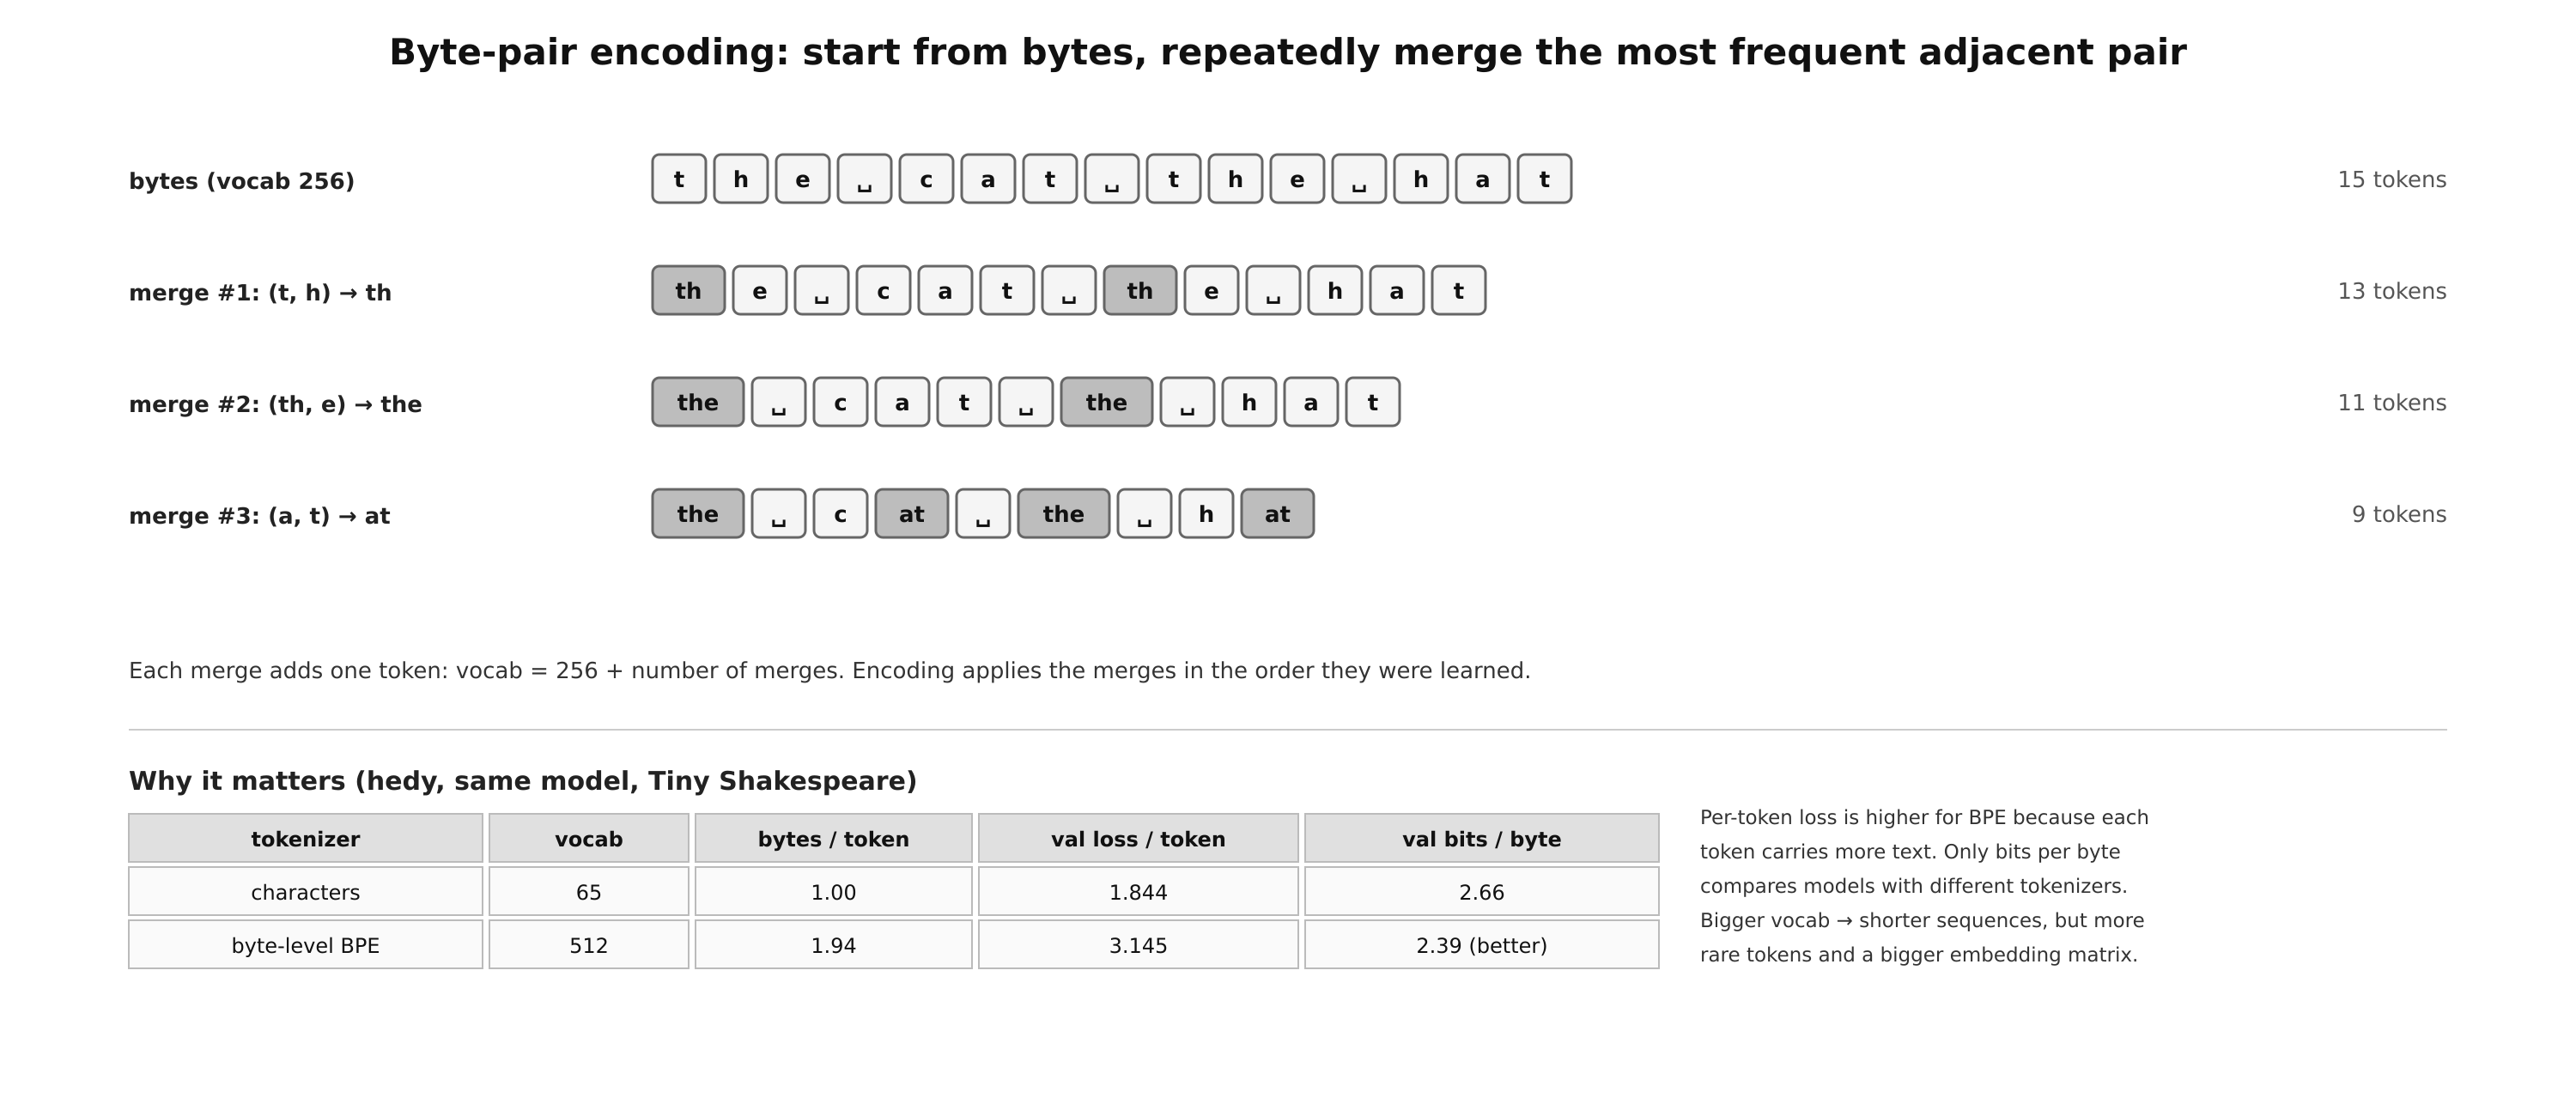 Byte-pair encoding: start from bytes, repeatedly merge the most frequent adjacent pair
bytes (vocab 256) t h e ␣ c a t ␣ t h e ␣ h a t 15 tokens
merge #1: (t, h) → th th e ␣ c a t ␣ th e ␣ h a t 13 tokens
merge #2: (th, e) → the the ␣ c a t ␣ the ␣ h a t 11 tokens
merge #3: (a, t) → at the ␣ c at ␣ the ␣ h at 9 tokens
Each merge adds one token: vocab = 256 + number of merges. Encoding applies the merges in the order they were learned.
Why it matters (hedy, same model, Tiny Shakespeare)
tokenizer vocab bytes / token val loss / token val bits / byte
characters 65 1.00 1.844 2.66
byte-level BPE 512 1.94 3.145 2.39 (better)
Per-token loss is higher for BPE because each
token carries more text. Only bits per byte
compares models with different tokenizers.
Bigger vocab → shorter sequences, but more
rare tokens and a bigger embedding matrix.